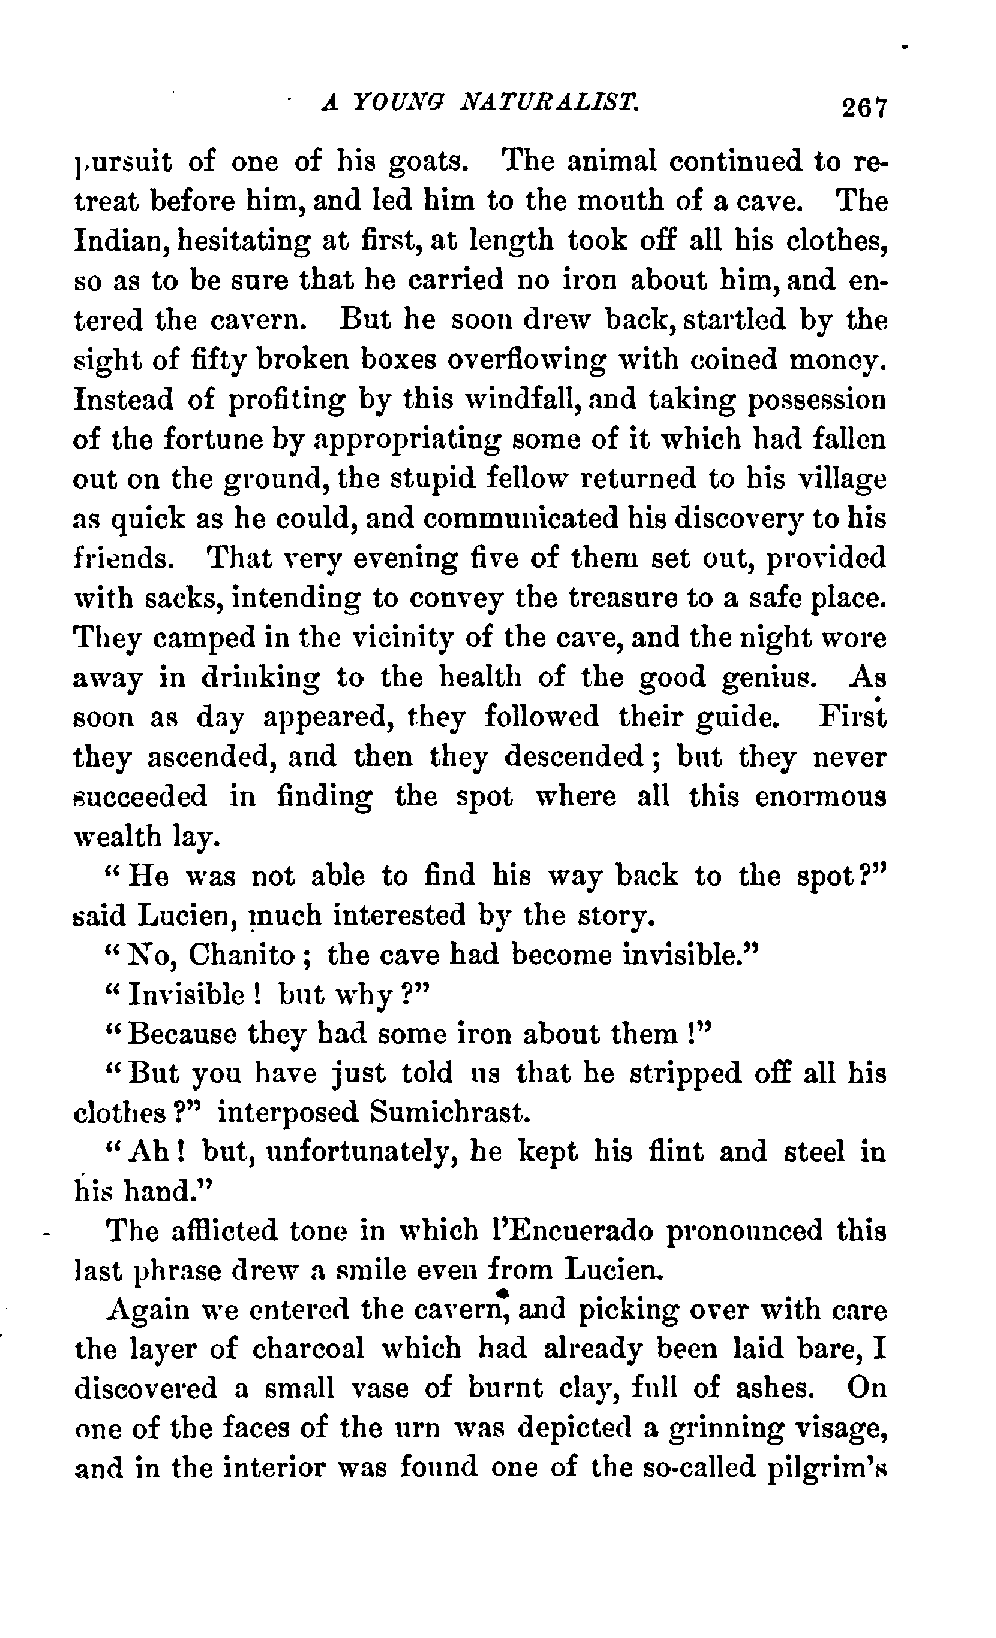 A YOUNG NATURALIST. 267
pursuit of one of his goats. The animal continued to re-
treat before him, and led him to the mouth of a cave. The
Indian, hesitating at first, at length took off all his clothes,
so as to be sure that he carried no iron about him, and en-
tered the cavern. But he soon drew back, startled by the
sight of fifty broken boxes overflowing with coined money.
Instead of profiting by this windfall, and taking possession
of the fortune by appropriating some of it which had fallen
out on the ground, the stupid fellow returned to his village
as quick as he could, and communicated his discovery to his
friends. That very evening five of them set out, provided
with sacks, intending to convey the treasure to a safe place.
They camped in the vicinity of the cave, and the night wore
away in drinking to the health of the good genius. As
soon as day appeared, they followed their guide. First
they ascended, and then they descended; but they never
succeeded in finding the spot where all this enormous
wealth lay.
"He was not able to find his way back to the spot?"
said Lucien, much interested by the story.
"No, Chanito; the cave had become invisible."
"Invisible! but why?"
"Because they had some iron about them!"
"But you have just told us that he stripped off all his
clothes?" interposed Sumichrast.
"Ah! but, unfortunately, he kept his flint and steel in
his hand."
The afflicted tone in which l'Encuerado pronounced this
last phrase drew a smile even from Lucien.
Again we entered the cavern, and picking over with care
the layer of charcoal which had already been laid bare, I
discovered a small vase of burnt clay, full of ashes. On
one of the faces of the urn was depicted a grinning visage,
and in the interior was found one of the so-called pilgrim's